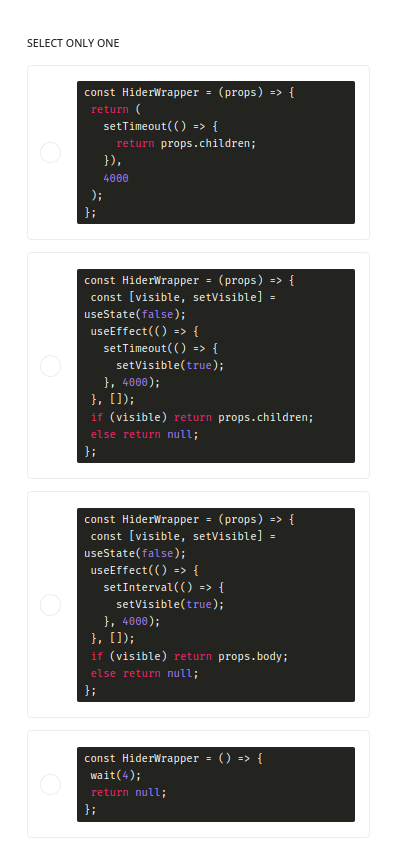 SELECT ONLY ONE
const HiderWrapper = (props) => {
return (
setTimeout(() => {
return props.children;
}),
4000
);
};
const HiderWrapper = (props) => {
const [visible, setVisible] =
useState(false);
useEffect(() => {
setTimeout(() => {
setVisible(true);
}, 4000);
}, []);
if (visible) return props.children;
else return null;
};
const HiderWrapper = (props) => {
const [visible, setVisible] =
useState(false);
useEffect(() => {
setInterval(() => {
setVisible(true);
}, 4000);
}, []);
if (visible) return props.body;
else return null;
};
const HiderWrapper = () => {
wait(4);
return null;
};